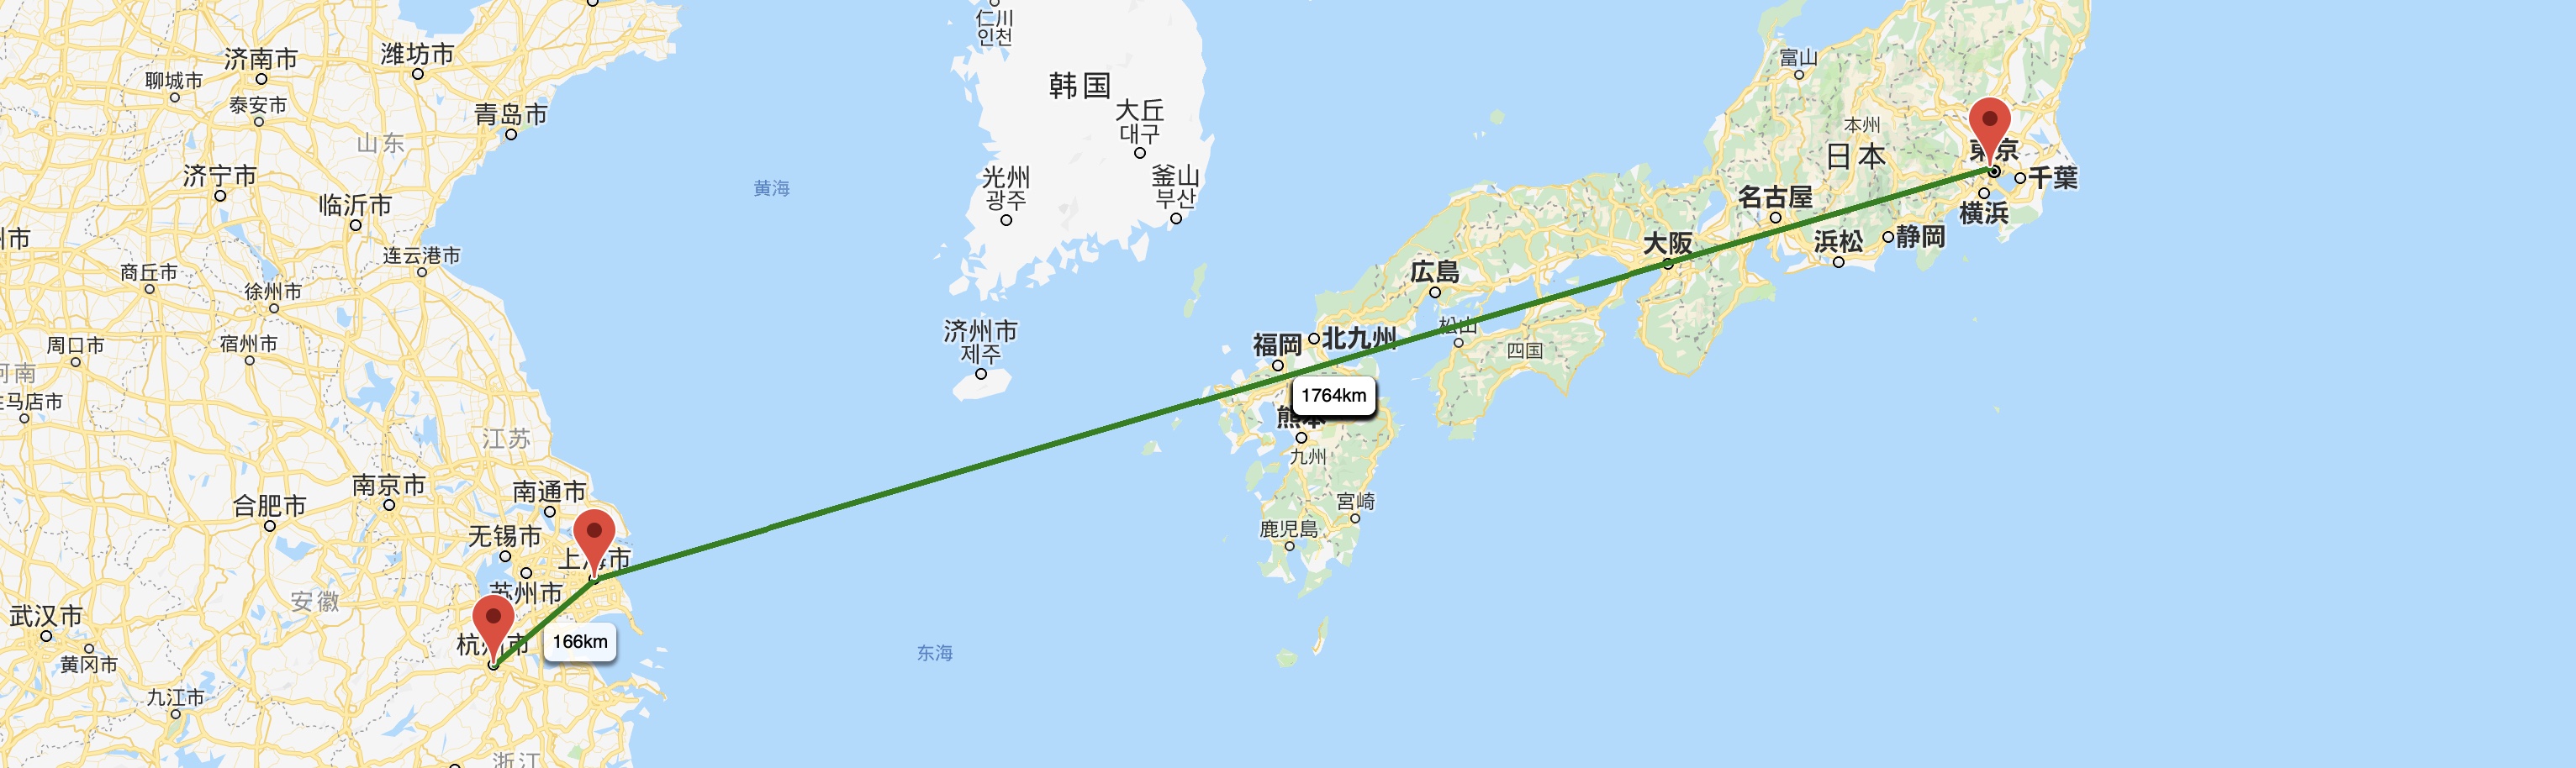 仁川
인천
济南市
潍坊市
聊城市
泰安市
青岛市
山东
韩国
大丘
대구
富山
本州
日本
東京
千葉
横浜
济宁市
临沂市
黄海
光州
광주
釜山
부산
名古屋
浜松
静岡
州市
商丘市
连云港市
徐州市
大阪
広島
周口市
宿州市
济州市
제주
福岡
北九州
松山
四国
河南
马店市
1764km
熊本
九州
江苏
合肥市
南京市
南通市
宮崎
鹿児島
无锡市
上海市
苏州市
安徽
武汉市
黄冈市
杭州市
166km
东海
九江市
浙江